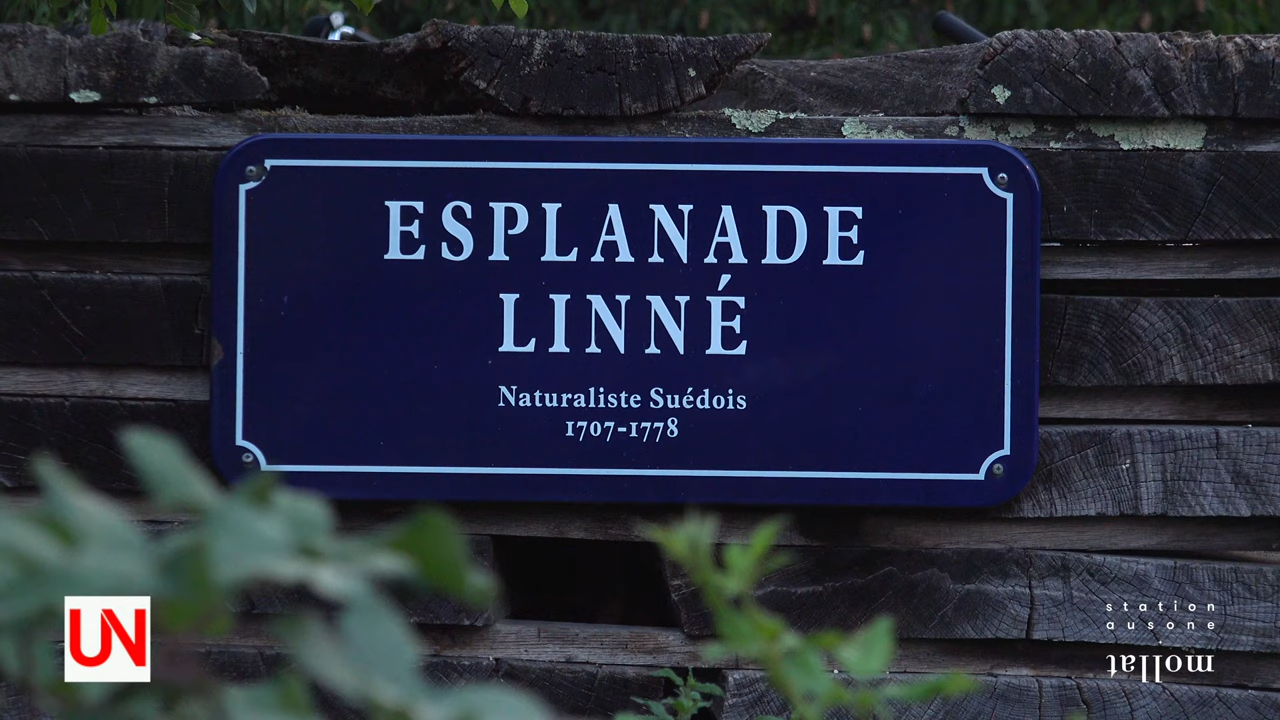 ESPLANADE
LINNÉ
Naturaliste Suédois
1707-1778
UN
station
ausone
mollat